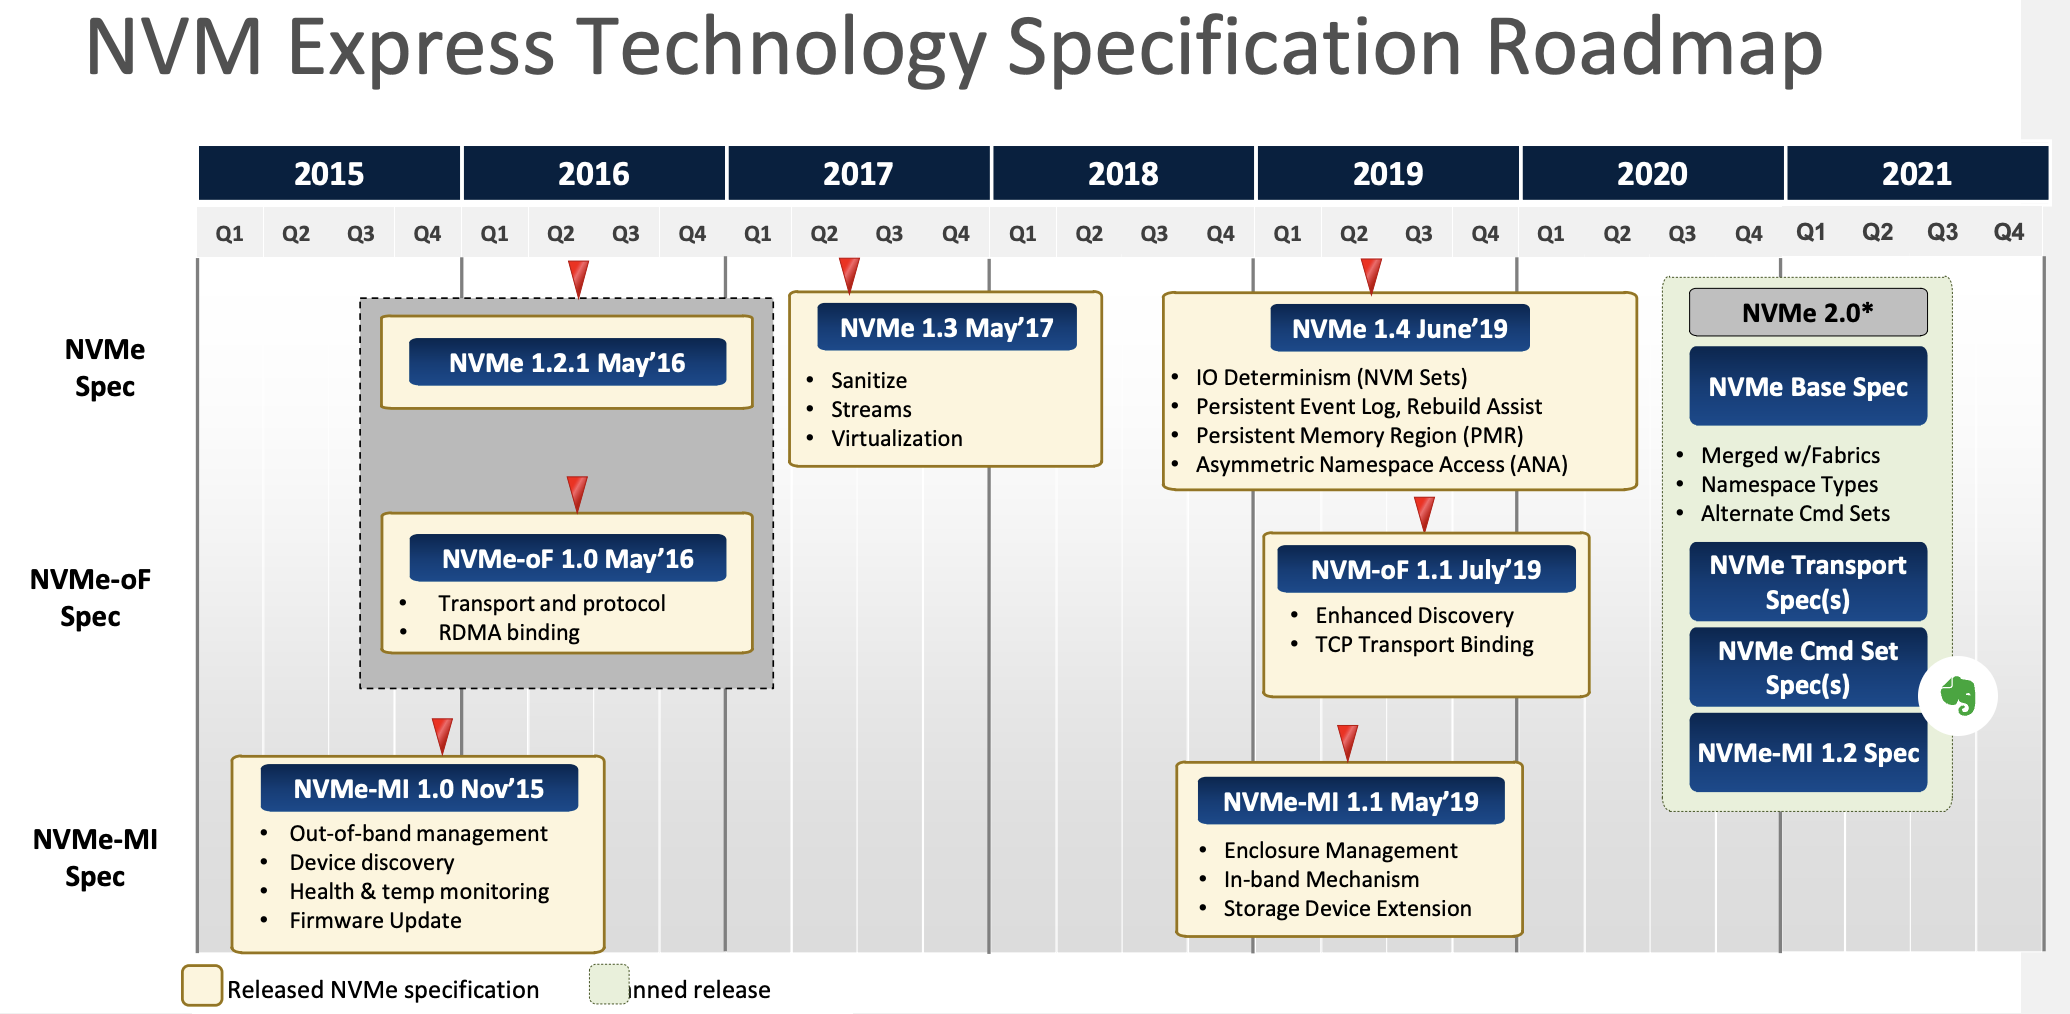 NVM Express Technology Specification Roadmap
2015 2016 2017 2018 2019 2020 2021
Q1 Q2 Q3 Q4 Q1 Q2 Q3 Q4 Q1 Q2 Q3 Q4 Q1 Q2 Q3 Q4 Q1 Q2 Q3 Q4 Q1 Q2 Q3 Q4 Q1 Q2 Q3 Q4
NVMe
Spec
NVMe 1.2.1 May’16
NVMe 1.3 May’17
• Sanitize
• Streams
• Virtualization
NVMe 1.4 June’19
• IO Determinism (NVM Sets)
• Persistent Event Log, Rebuild Assist
• Persistent Memory Region (PMR)
• Asymmetric Namespace Access (ANA)
NVMe 2.0*
NVMe Base Spec
• Merged w/Fabrics
• Namespace Types
• Alternate Cmd Sets
NVMe Transport
Spec(s)
NVMe Cmd Set
Spec(s)
NVMe-MI 1.2 Spec
NVMe-oF
Spec
NVMe-oF 1.0 May’16
• Transport and protocol
• RDMA binding
NVM-oF 1.1 July’19
• Enhanced Discovery
• TCP Transport Binding
NVMe-MI
Spec
NVMe-MI 1.0 Nov’15
• Out-of-band management
• Device discovery
• Health & temp monitoring
• Firmware Update
NVMe-MI 1.1 May’19
• Enclosure Management
• In-band Mechanism
• Storage Device Extension
Released NVMe specification
nned release